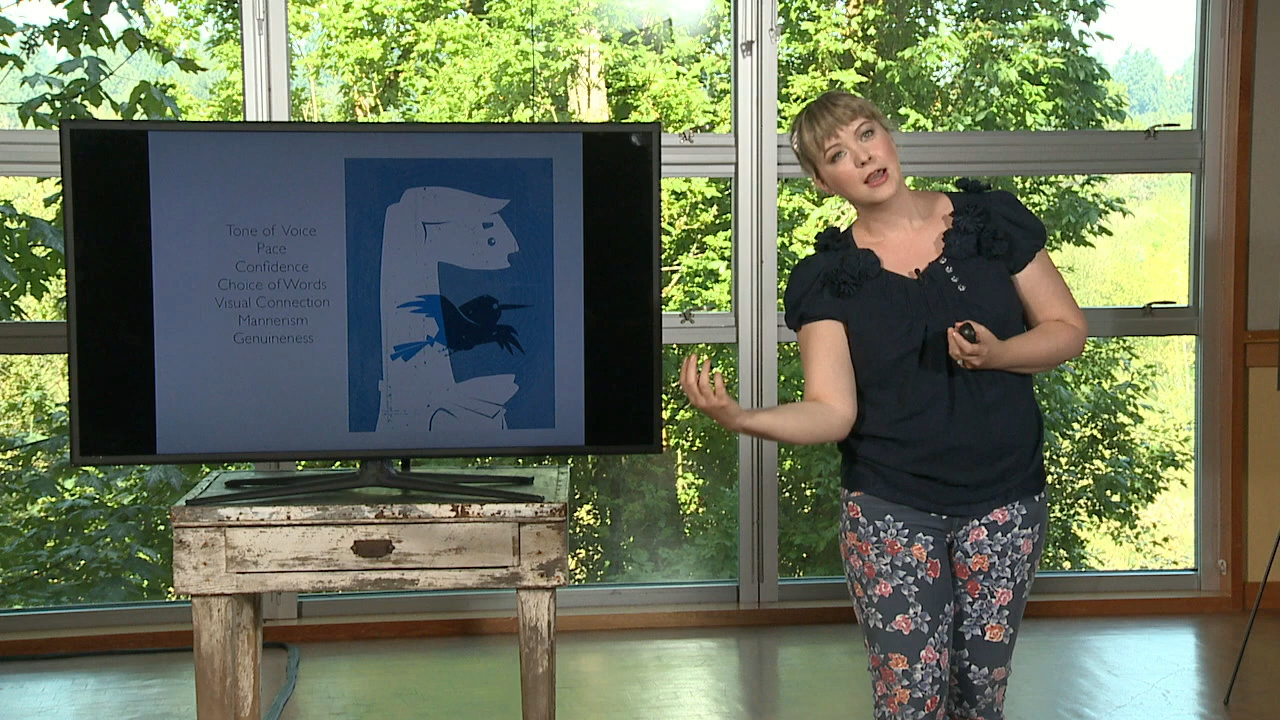 Tone of Voice
Pace
Confidence
Choice of Words
Visual Connection
Mannerism
Genuineness